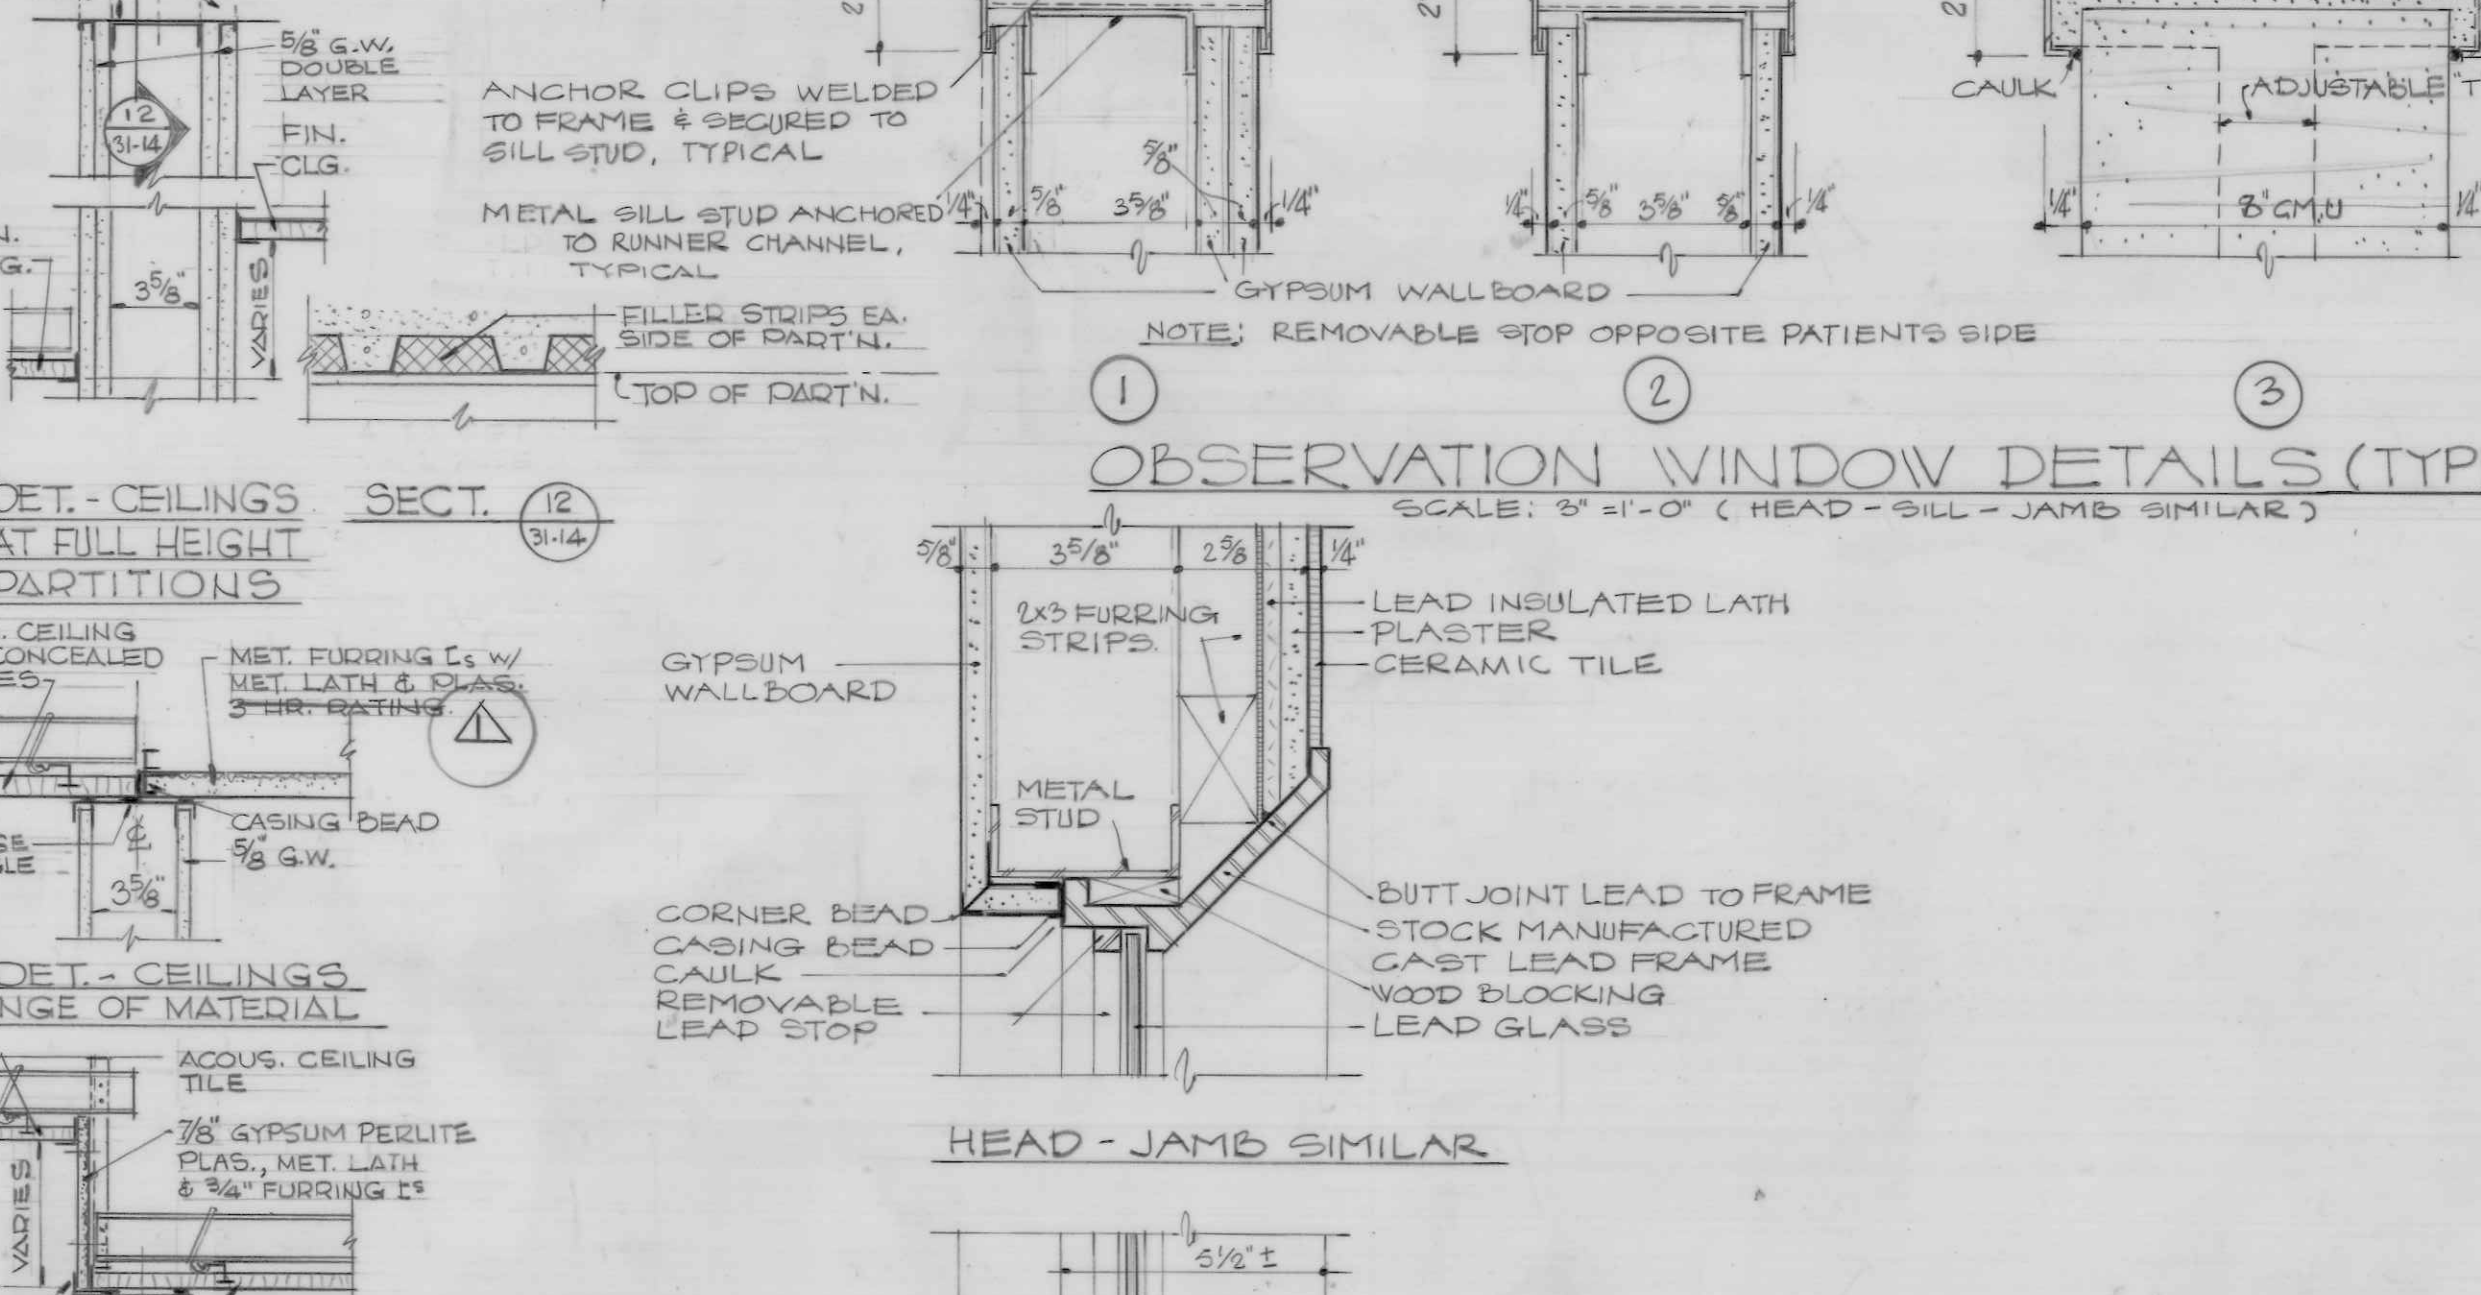 5/8" G.W.
DOUBLE
LAYER
12
31-14
FIN.
CLG.
3 5/8"
VARIES
N.
G.
ANCHOR CLIPS WELDED
TO FRAME & SECURED TO
SILL STUD, TYPICAL
METAL SILL STUD ANCHORED
TO RUNNER CHANNEL,
TYPICAL
FILLER STRIPS EA.
SIDE OF PART'N.
TOP OF PART'N.
2
5/8"
1/4" 5/8" 3 5/8" 1/4"
2
1/4" 5/8" 3 5/8" 5/8" 1/4"
GYPSUM WALLBOARD
2
CAULK
ADJUSTABLE "T
1/4" 8" CM.U 1/4
NOTE: REMOVABLE STOP OPPOSITE PATIENTS SIDE
1
2
3
OBSERVATION WINDOW DETAILS (TYP
SCALE: 3" =1'-0" ( HEAD - SILL - JAMB SIMILAR )
DET. - CEILINGS
AT FULL HEIGHT
PARTITIONS
SECT. 12
31-14
. CEILING
CONCEALED
ES
MET. FURRING [s W/
MET. LATH & PLAS.
3 HR. RATING
1
CASING BEAD
5/8" G.W.
SE
LE
℄
3 5/8"
DET. - CEILINGS
NGE OF MATERIAL
ACOUS. CEILING
TILE
7/8" GYPSUM PERLITE
PLAS., MET. LATH
& 3/4" FURRING [s
VARIES
5/8" 3 5/8" 2 5/8 1/4"
2x3 FURRING
STRIPS.
GYPSUM
WALLBOARD
METAL
STUD
LEAD INSULATED LATH
PLASTER
CERAMIC TILE
CORNER BEAD
CASING BEAD
CAULK
REMOVABLE
LEAD STOP
BUTT JOINT LEAD TO FRAME
STOCK MANUFACTURED
CAST LEAD FRAME
WOOD BLOCKING
LEAD GLASS
HEAD - JAMB SIMILAR
5 1/2" ±